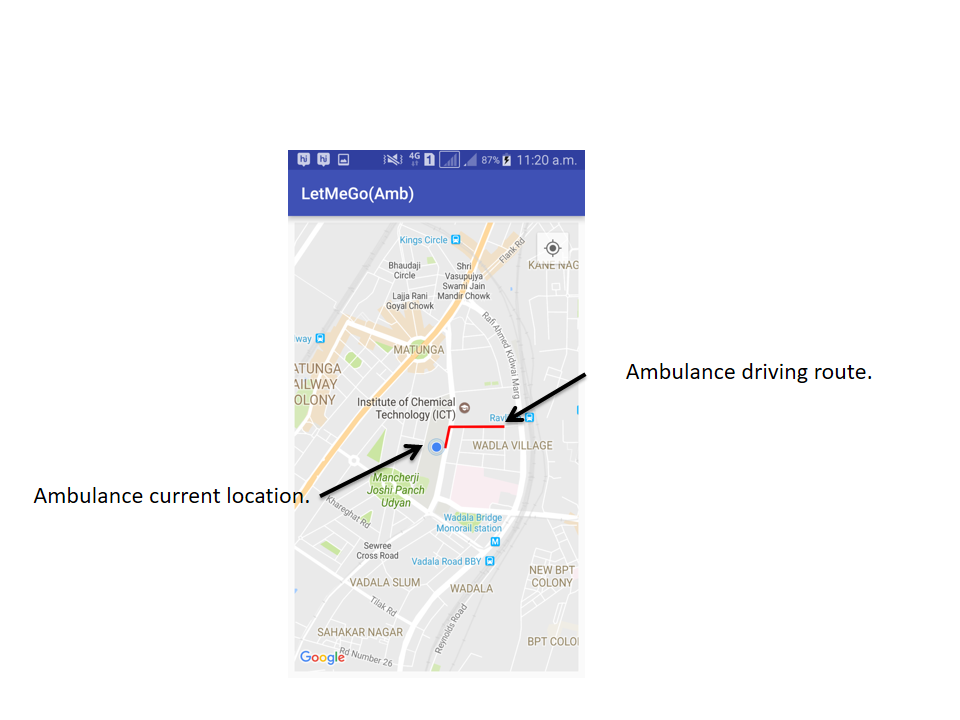 hi hi 4G 1 87% 11:20 a.m.
LetMeGo(Amb)
Kings Circle
Flank Rd
KANE NAG
Bhaudaji
Circle
Shri
Vasupujya
Swami Jain
Mandir Chowk
Lajja Rani
Goyal Chowk
Rafi Ahmed Kidwai Marg
way
MATUNGA
ATUNGA
AILWAY
OLONY
Ambulance driving route.
Institute of Chemical
Technology (ICT)
Rav
WADLA VILLAGE
Ambulance current location.
Mancherji
Joshi Panch
Udyan
Khareghat Rd
Wadala Bridge
Monorail station
M
Sewree
Cross Road
Vadala Road BBY
NEW BPT
COLONY
VADALA SLUM
WADALA
Tilak Rd
Reynolds Road
SAHAKAR NAGAR
BPT COLO
Google
Rd Number 26